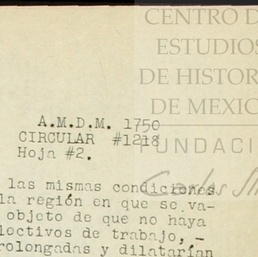 CENTRO D
ESTUDIOS
DE HISTOR
DE MEXIC
FUNDACI
A.M.D.M. 1750
CIRCULAR #1218
Hoja #2.
las mismas condiciones
la región en que se va-
objeto de que no haya
lectivos de trabajo, -
rolongadas y dilatarían